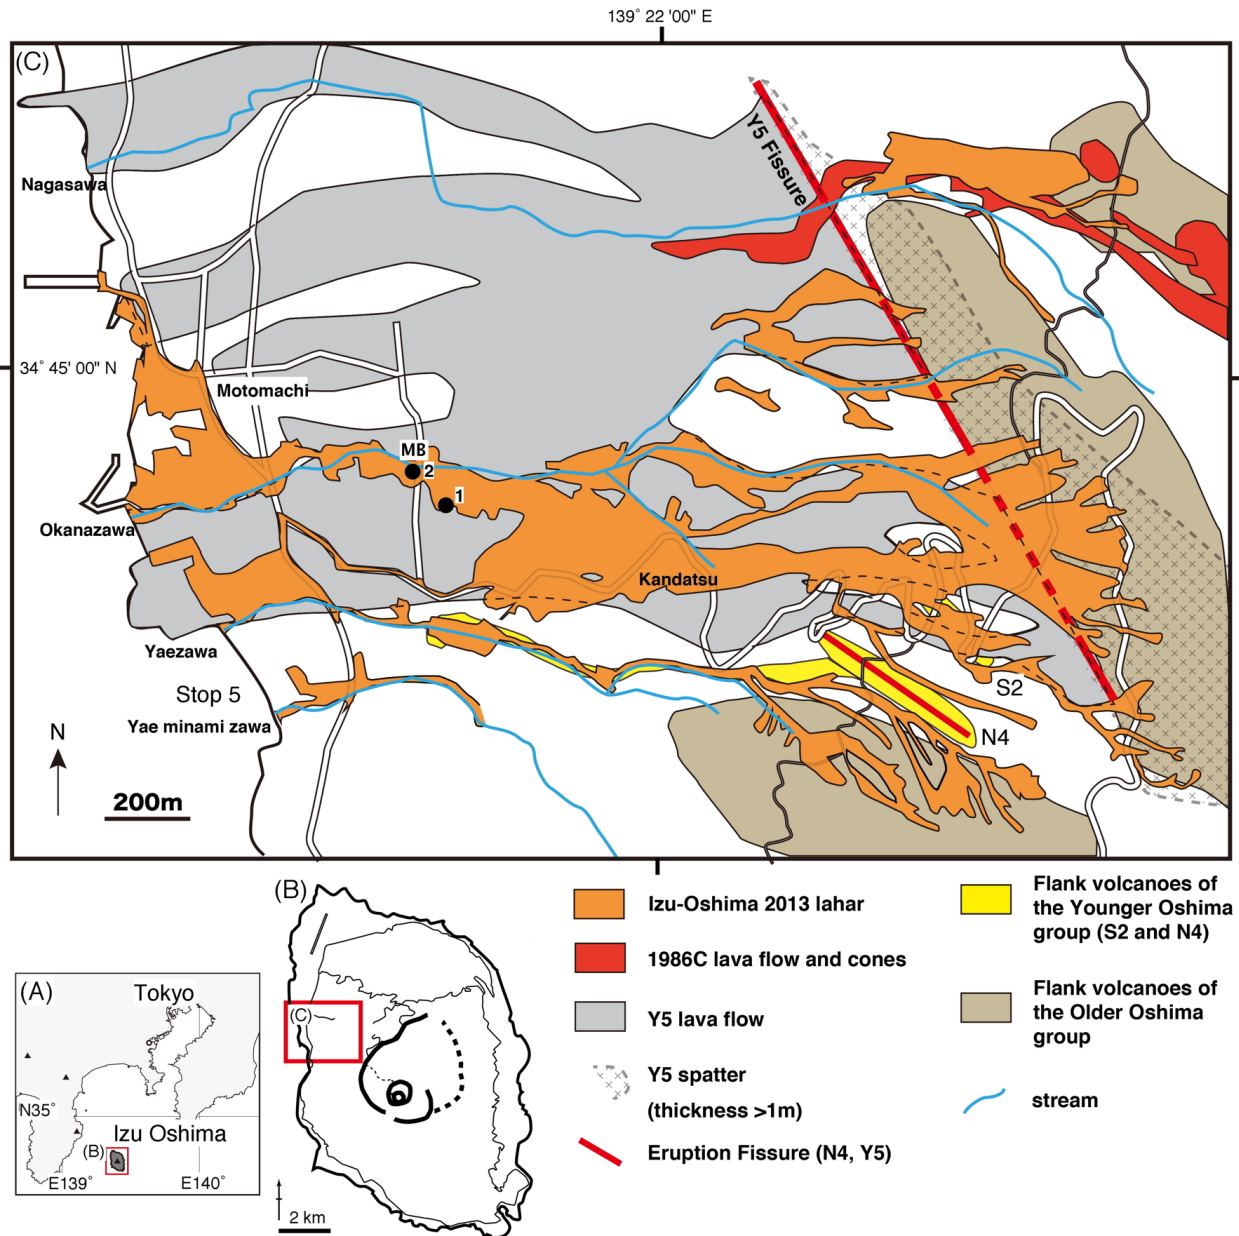 139° 22 '00" E
(C)
Y5 Fissure
Nagasawa
34° 45' 00" N
Motomachi
MB
2
1
Okanazawa
Kandatsu
Yaezawa
Stop 5
S2
Yae minami zawa
N
N4
200m
(B)
(C)
2 km
(A)
Tokyo
N35°
Izu Oshima
(B)
E139°
E140°
Izu-Oshima 2013 lahar
1986C lava flow and cones
Y5 lava flow
Y5 spatter
(thickness >1m)
Eruption Fissure (N4, Y5)
Flank volcanoes of
the Younger Oshima
group (S2 and N4)
Flank volcanoes of
the Older Oshima
group
stream